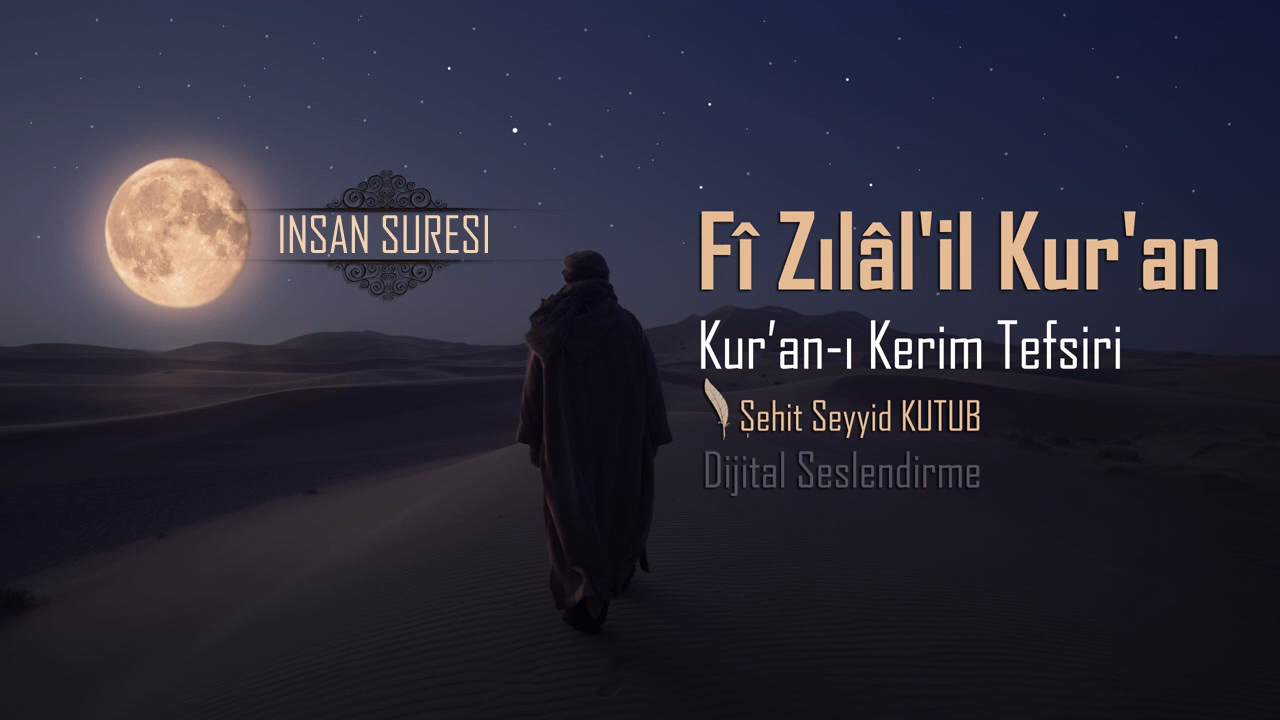 INSAN SURESI
Fî Zılâl'il Kur'an
Kur'an-ı Kerim Tefsiri
Şehit Seyyid KUTUB
Dijital Seslendirme